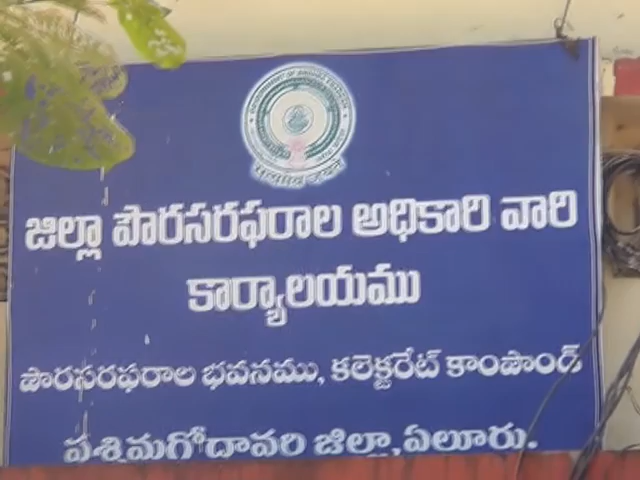 జిల్లా పౌరసరఫరాల అధికారి వారి
కార్యాలయము
పౌరసరఫరాల భవనము, కలెక్టరేట్ కాంపౌండ్
పశ్చిమగోదావరి జిల్లా,ఏలూరు.